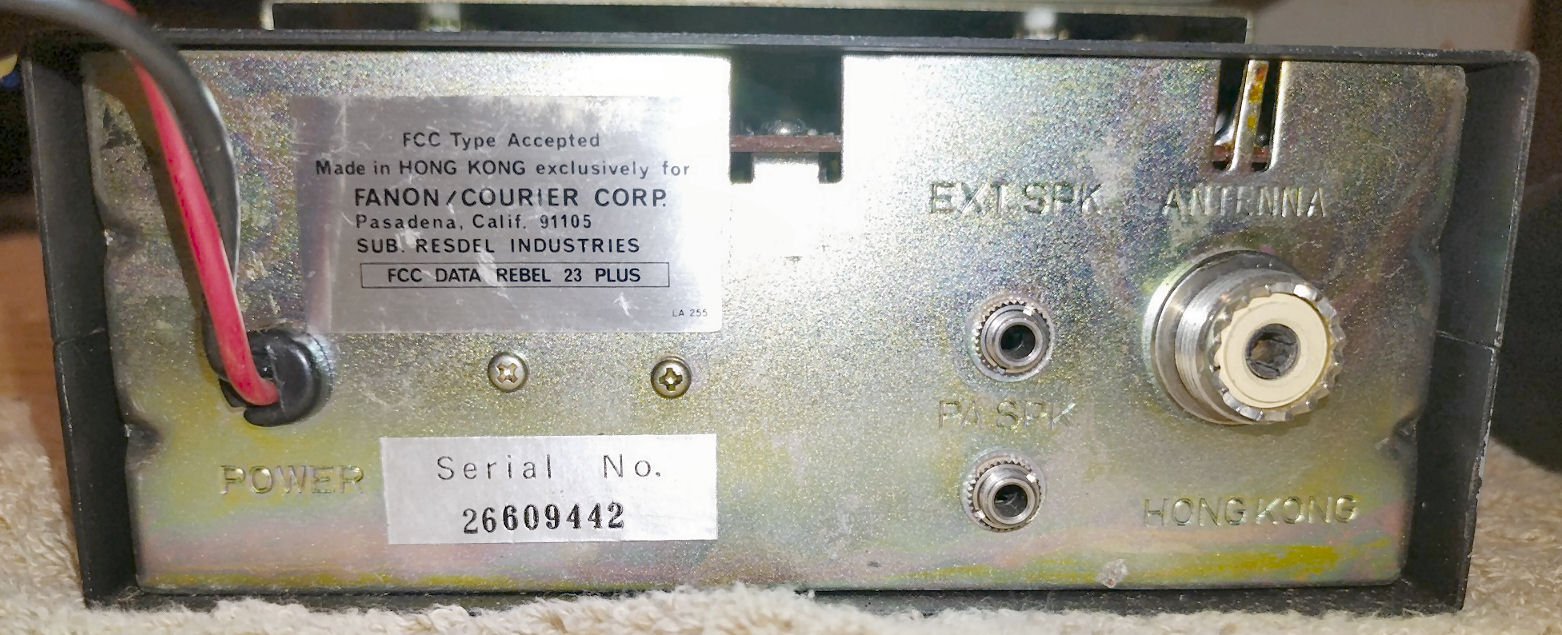 FCC Type Accepted
Made in HONG KONG exclusively for
FANON/COURIER CORP.
Pasadena, Calif. 91105
SUB. RESDEL INDUSTRIES
FCC DATA REBEL 23 PLUS
LA 255
EXT. SPK
ANTENNA
PA SPK
POWER
Serial No.
26609442
HONG KONG